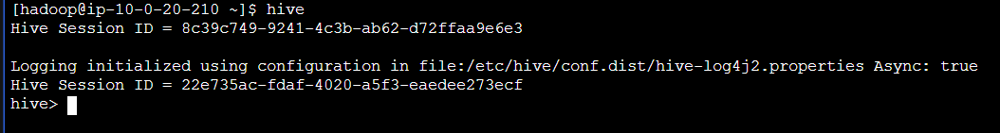 [hadoop@ip-10-0-20-210 ~]$ hive
Hive Session ID = 8c39c749-9241-4c3b-ab62-d72ffaa9e6e3
Logging initialized using configuration in file:/etc/hive/conf.dist/hive-log4j2.properties Async: true
Hive Session ID = 22e735ac-fdaf-4020-a5f3-eaedee273ecf
hive>